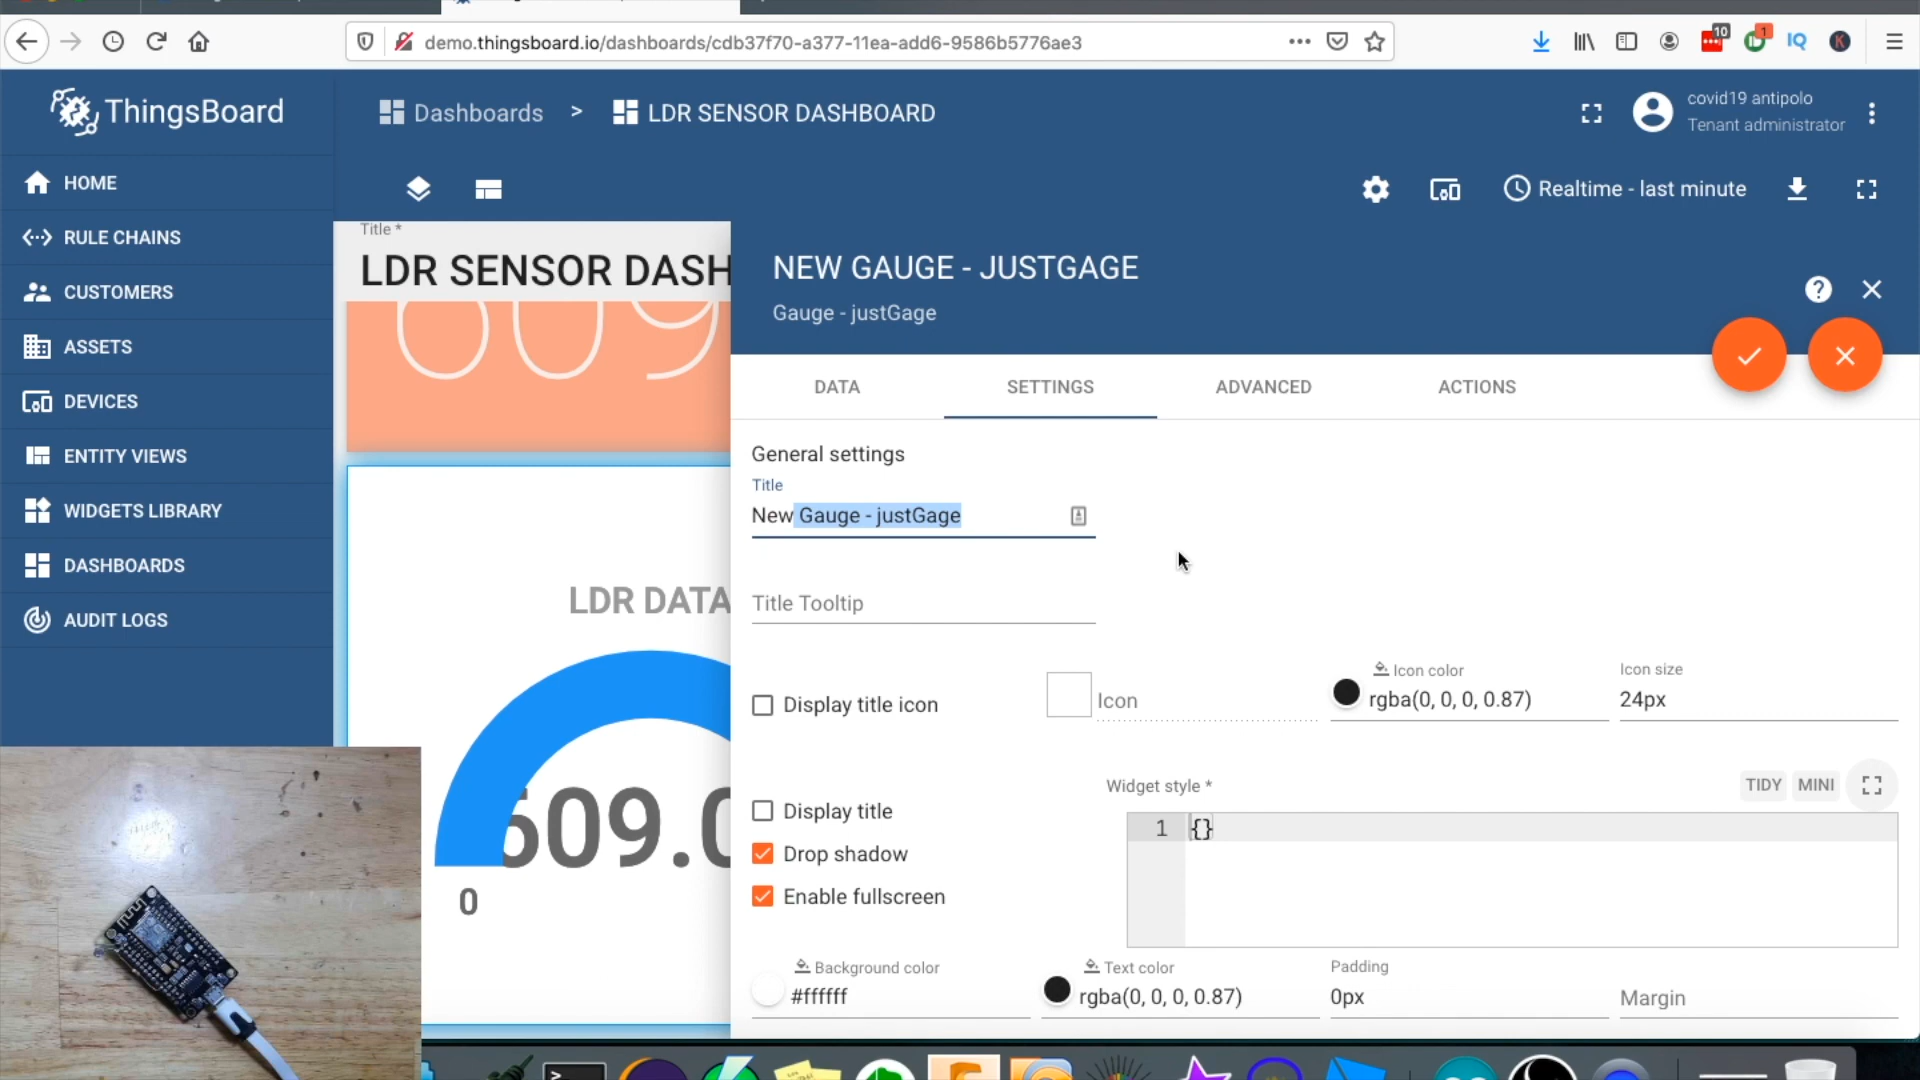 demo.thingsboard.io/dashboards/cdb37f70-a377-11ea-add6-9586b5776ae3
10
1
IQ
K
ThingsBoard
Dashboards > LDR SENSOR DASHBOARD
covid19 antipolo
Tenant administrator
HOME
RULE CHAINS
CUSTOMERS
ASSETS
DEVICES
ENTITY VIEWS
WIDGETS LIBRARY
DASHBOARDS
AUDIT LOGS
Realtime - last minute
Title *
LDR SENSOR DASH
609
LDR DATA
609.0
0
NEW GAUGE - JUSTGAGE
Gauge - justGage
DATA
SETTINGS
ADVANCED
ACTIONS
General settings
Title
New Gauge - justGage
Title Tooltip
Display title icon
Icon
Icon color
rgba(0, 0, 0, 0.87)
Icon size
24px
Display title
Drop shadow
Enable fullscreen
Widget style *
TIDY
MINI
1 {}
Background color
#ffffff
Text color
rgba(0, 0, 0, 0.87)
Padding
0px
Margin